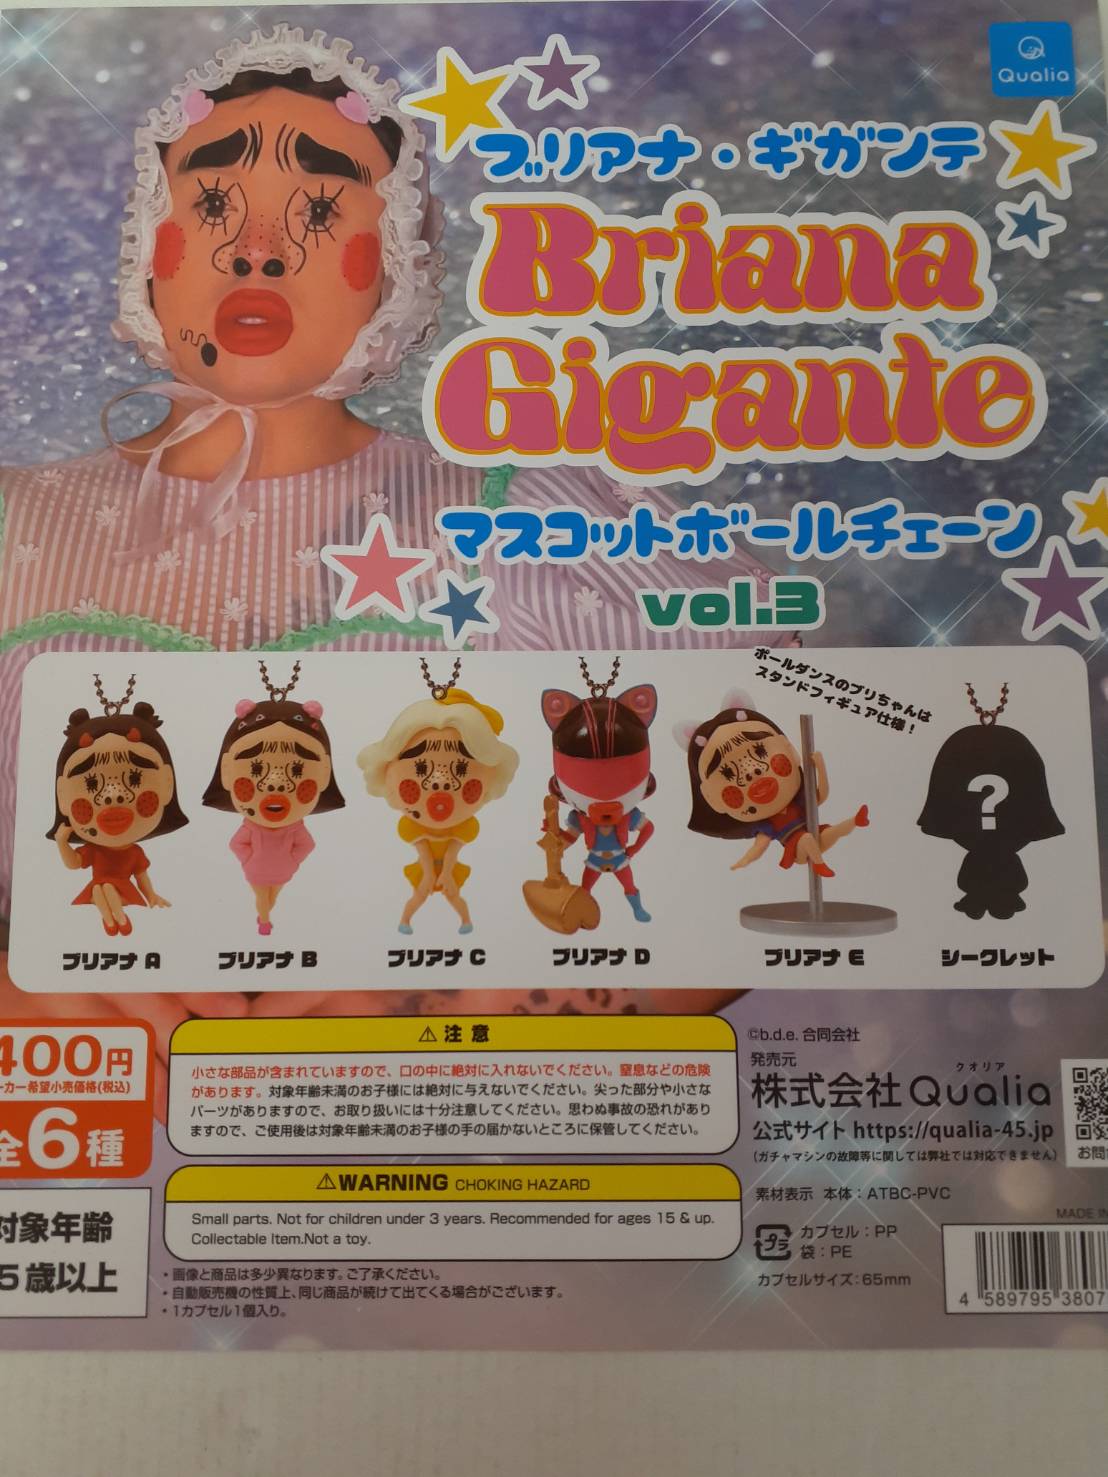 Qualia
ブリアナ・ギガンテ
Briana
Gigante
マスコットボールチェーン
vol.3
ポールダンスのブリちゃんは
スタンドフィギュア仕様！
?
ブリアナ A
ブリアナ B
ブリアナ C
ブリアナ D
ブリアナ E
シークレット
400円
ーカー希望小売価格(税込)
全6種
対象年齢
5歳以上
⚠注意
小さな部品が含まれていますので、口の中に絶対に入れないでください。窒息などの危険
があります。対象年齢未満のお子様には絶対に与えないでください。尖った部分や小さな
パーツがありますので、お取り扱いには十分注意してください。思わぬ事故の恐れがあり
ますので、ご使用後は対象年齢未満のお子様の手の届かないところに保管してください。
⚠WARNING CHOKING HAZARD
Small parts. Not for children under 3 years. Recommended for ages 15 & up.
Collectable Item.Not a toy.
・画像と商品は多少異なります。ご了承ください。
・自動販売機の性質上、同じ商品が続けて出てくる場合がございます。
・1カプセル1個入り。
©b.d.e. 合同会社
発売元
クオリア
株式会社Qualia
公式サイト https://qualia-45.jp
(ガチャマシンの故障等に関しては弊社では対応できません)
お問
素材表示 本体：ATBC-PVC
MADE IN
プラ
カプセル：PP
袋：PE
カプセルサイズ：65mm
4 589795 3807